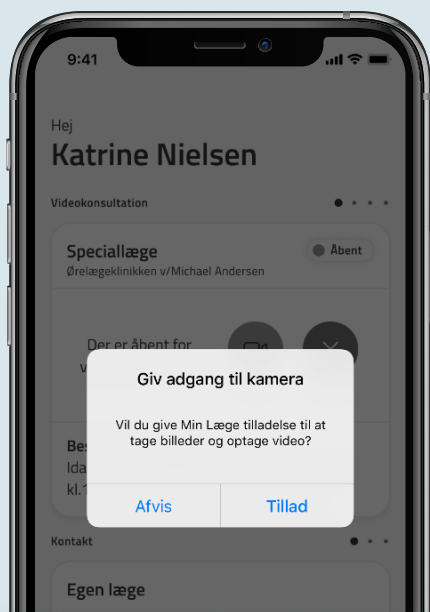 9:41
Hej
Katrine Nielsen
Videokonsultation
Speciallæge
Åbent
Ørelægeklinikken v/Michael Andersen
Der er åbent for
Giv adgang til kamera
Vil du give Min Læge tilladelse til at
tage billeder og optage video?
Afvis
Tillad
Kontakt
Egen læge